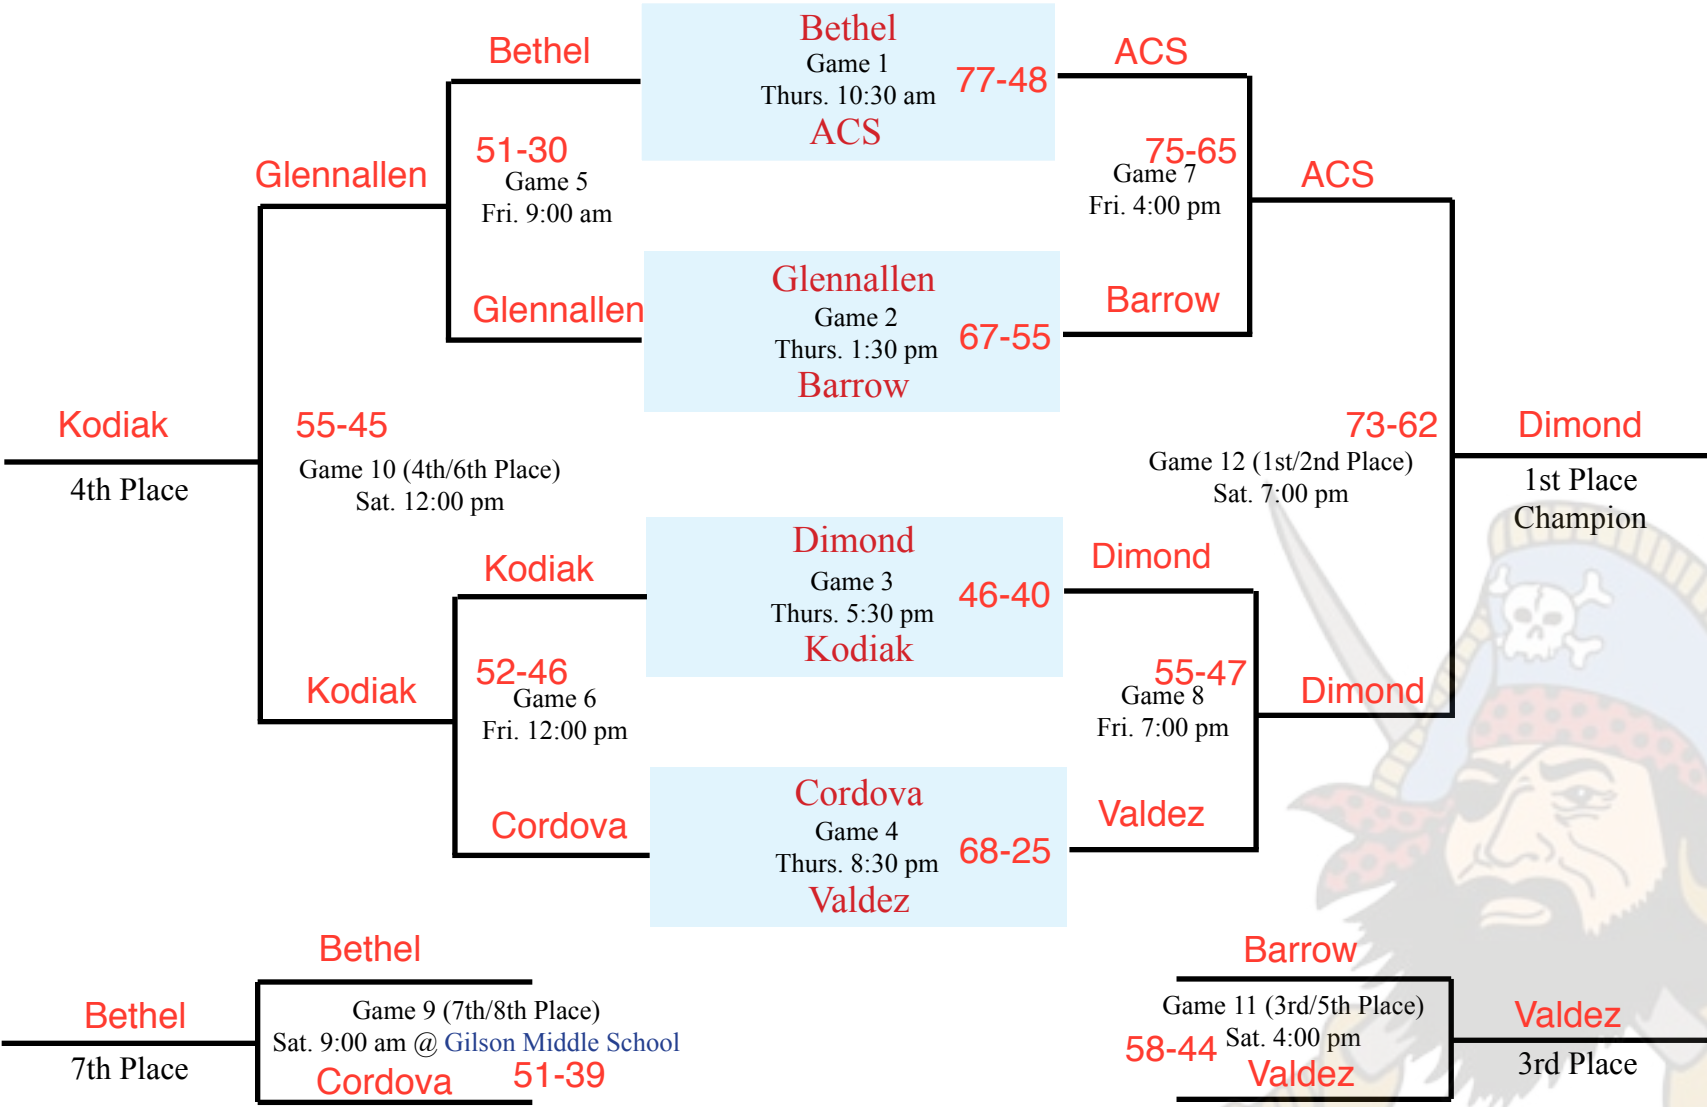 Bethel
Game 1
Thurs. 10:30 am
ACS
77-48
Bethel
ACS
51-30
Game 5
Fri. 9:00 am
75-65
Game 7
Fri. 4:00 pm
Glennallen
ACS
Glennallen
Glennallen
Game 2
Thurs. 1:30 pm
Barrow
67-55
Barrow
Kodiak
4th Place
55-45
Game 10 (4th/6th Place)
Sat. 12:00 pm
73-62
Game 12 (1st/2nd Place)
Sat. 7:00 pm
Dimond
1st Place
Champion
Kodiak
Dimond
Game 3
Thurs. 5:30 pm
Kodiak
46-40
Dimond
52-46
Game 6
Fri. 12:00 pm
55-47
Game 8
Fri. 7:00 pm
Kodiak
Dimond
Cordova
Cordova
Game 4
Thurs. 8:30 pm
Valdez
68-25
Valdez
Bethel
Bethel
7th Place
Game 9 (7th/8th Place)
Sat. 9:00 am @ Gilson Middle School
Cordova
51-39
Barrow
Game 11 (3rd/5th Place)
Sat. 4:00 pm
58-44
Valdez
Valdez
3rd Place